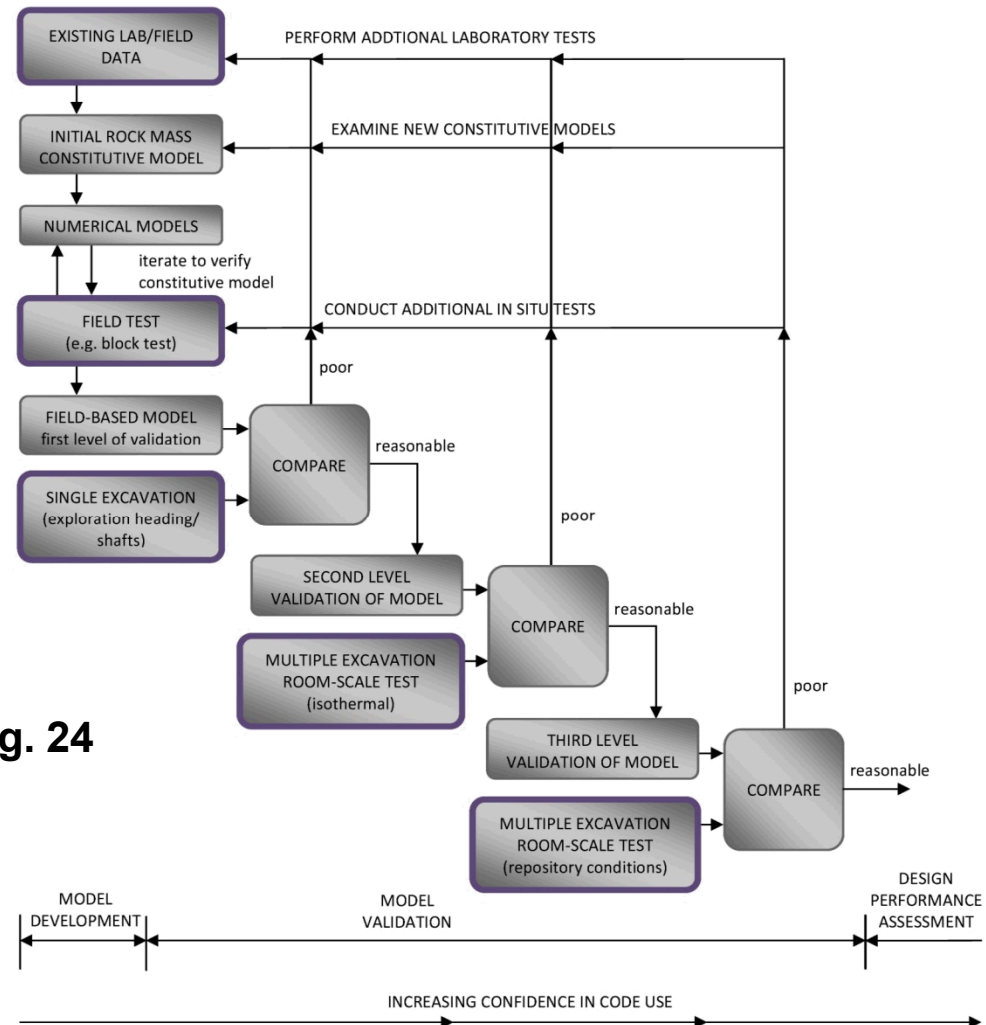 EXISTING LAB/FIELD
DATA
PERFORM ADDTIONAL LABORATORY TESTS
INITIAL ROCK MASS
CONSTITUTIVE MODEL
EXAMINE NEW CONSTITUTIVE MODELS
NUMERICAL MODELS
iterate to verify
constitutive model
FIELD TEST
(e.g. block test)
CONDUCT ADDITIONAL IN SITU TESTS
poor
FIELD-BASED MODEL
first level of validation
COMPARE
reasonable
SINGLE EXCAVATION
(exploration heading/
shafts)
poor
SECOND LEVEL
VALIDATION OF MODEL
COMPARE
reasonable
MULTIPLE EXCAVATION
ROOM-SCALE TEST
(isothermal)
poor
g. 24
THIRD LEVEL
VALIDATION OF MODEL
COMPARE
reasonable
MULTIPLE EXCAVATION
ROOM-SCALE TEST
(repository conditions)
MODEL
DEVELOPMENT
MODEL
VALIDATION
DESIGN
PERFORMANCE
ASSESSMENT
INCREASING CONFIDENCE IN CODE USE